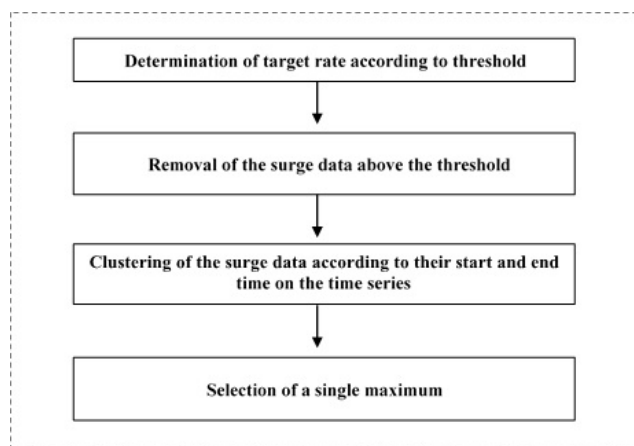 Determination of target rate according to threshold
Removal of the surge data above the threshold
Clustering of the surge data according to their start and end
time on the time series
Selection of a single maximum